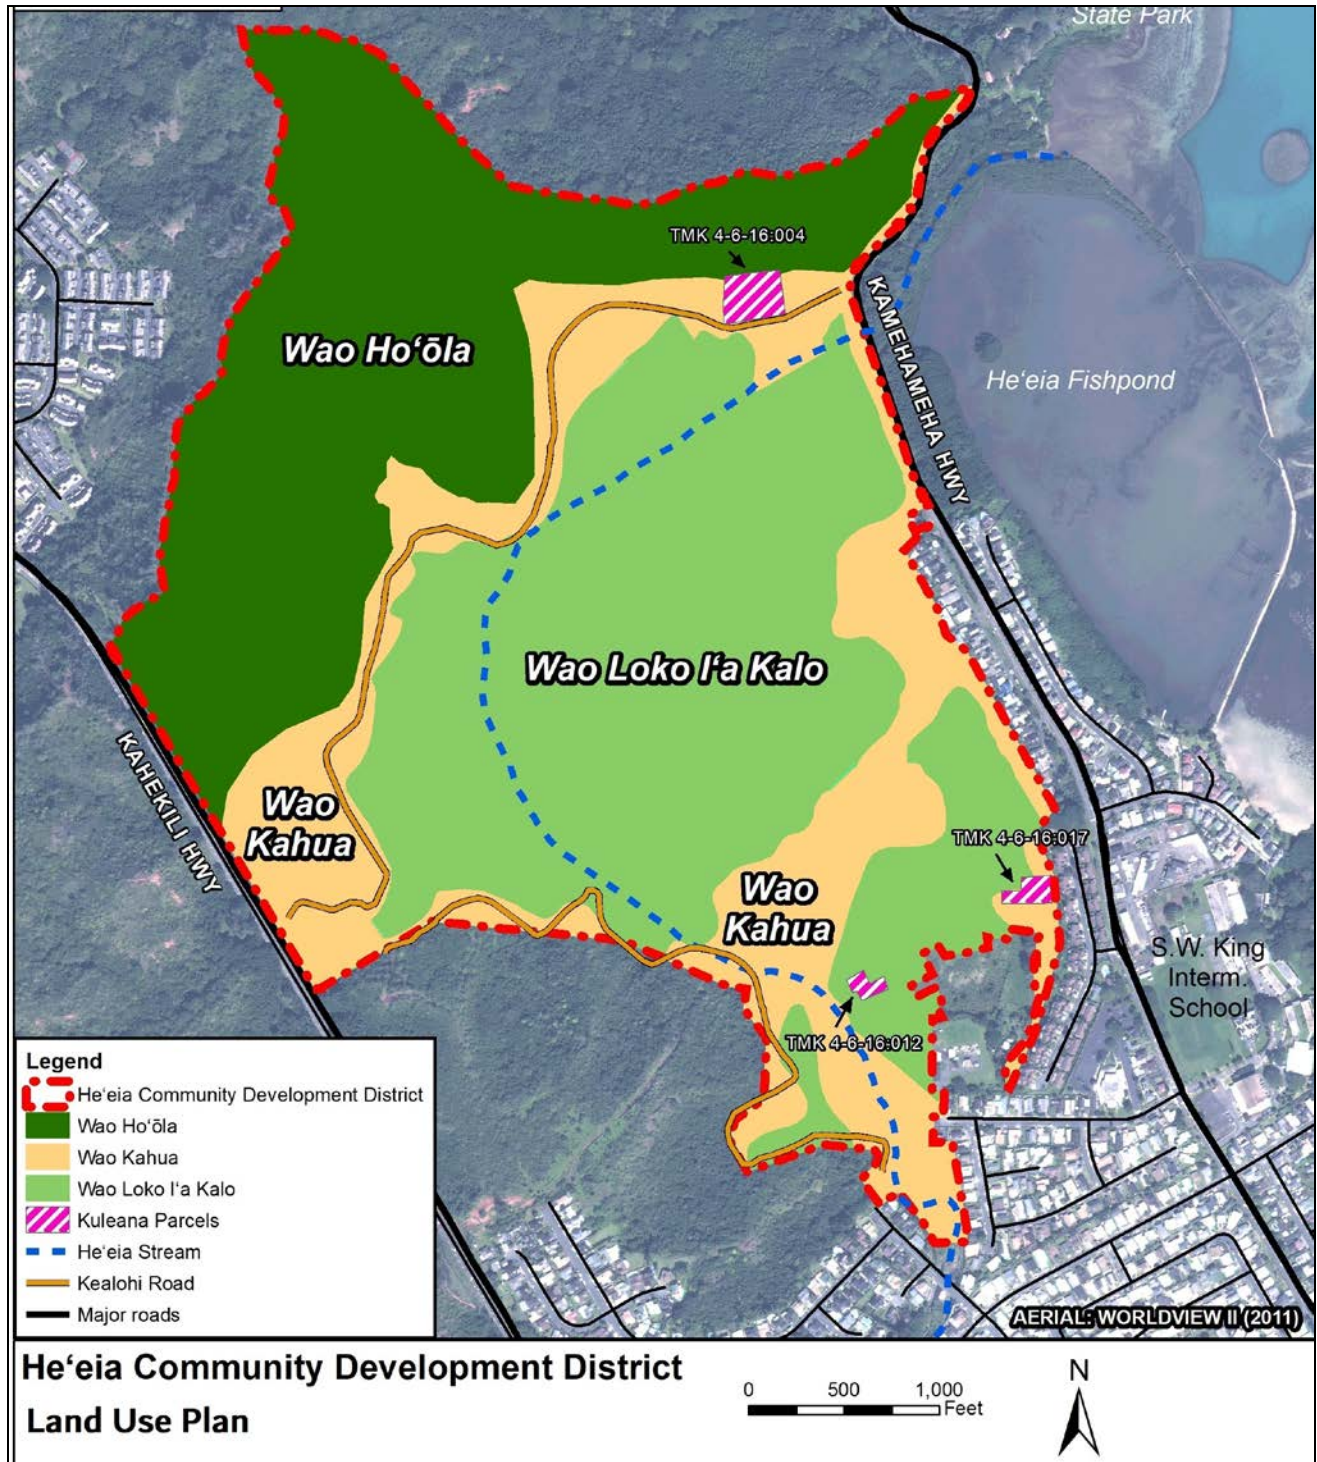 State Park
TMK 4-6-16:004
KAMEHAMEHA HWY
Wao Ho‘ōla
He‘eia Fishpond
Wao Loko I‘a Kalo
KAHEKILI HWY
Wao
Kahua
TMK 4-6-16:017
Wao
Kahua
S.W. King
Interm.
School
TMK 4-6-16:012
Legend
He‘eia Community Development District
Wao Ho‘ōla
Wao Kahua
Wao Loko I‘a Kalo
Kuleana Parcels
He‘eia Stream
Kealohi Road
Major roads
AERIAL: WORLDVIEW II (2011)
He‘eia Community Development District
Land Use Plan
0 500 1,000
Feet
N